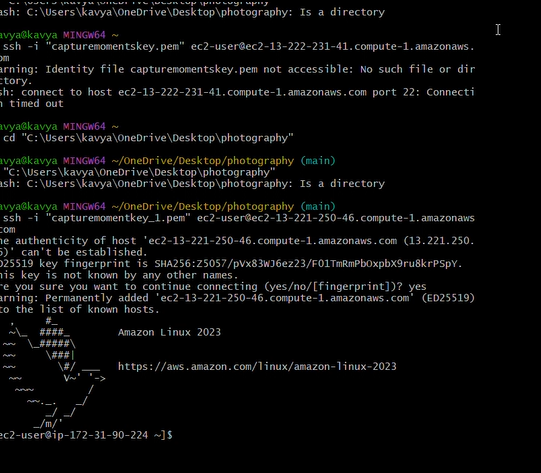 ash: C:\Users\kavya\OneDrive\Desktop\photography: Is a directory
avya@kavya MINGW64 ~
ssh -i "capturemomentskey.pem" ec2-user@ec2-13-222-231-41.compute-1.amazonaws.
om
arning: Identity file capturemomentskey.pem not accessible: No such file or dir
ctory.
sh: connect to host ec2-13-222-231-41.compute-1.amazonaws.com port 22: Connecti
n timed out
avya@kavya MINGW64 ~
cd "C:\Users\kavya\OneDrive\Desktop\photography"
avya@kavya MINGW64 ~/OneDrive/Desktop/photography (main)
"C:\Users\kavya\OneDrive\Desktop\photography"
ash: C:\Users\kavya\OneDrive\Desktop\photography: Is a directory
avya@kavya MINGW64 ~/OneDrive/Desktop/photography (main)
ssh -i "capturemomentkey_1.pem" ec2-user@ec2-13-221-250-46.compute-1.amazonaws
com
he authenticity of host 'ec2-13-221-250-46.compute-1.amazonaws.com (13.221.250.
6)' can't be established.
D25519 key fingerprint is SHA256:Z5O57/pVx83WJ6ez23/FO1TmRmPbOxpbX9ru8krPSpY.
his key is not known by any other names.
re you sure you want to continue connecting (yes/no/[fingerprint])? yes
arning: Permanently added 'ec2-13-221-250-46.compute-1.amazonaws.com' (ED25519)
to the list of known hosts.
Amazon Linux 2023
https://aws.amazon.com/linux/amazon-linux-2023
ec2-user@ip-172-31-90-224 ~]$